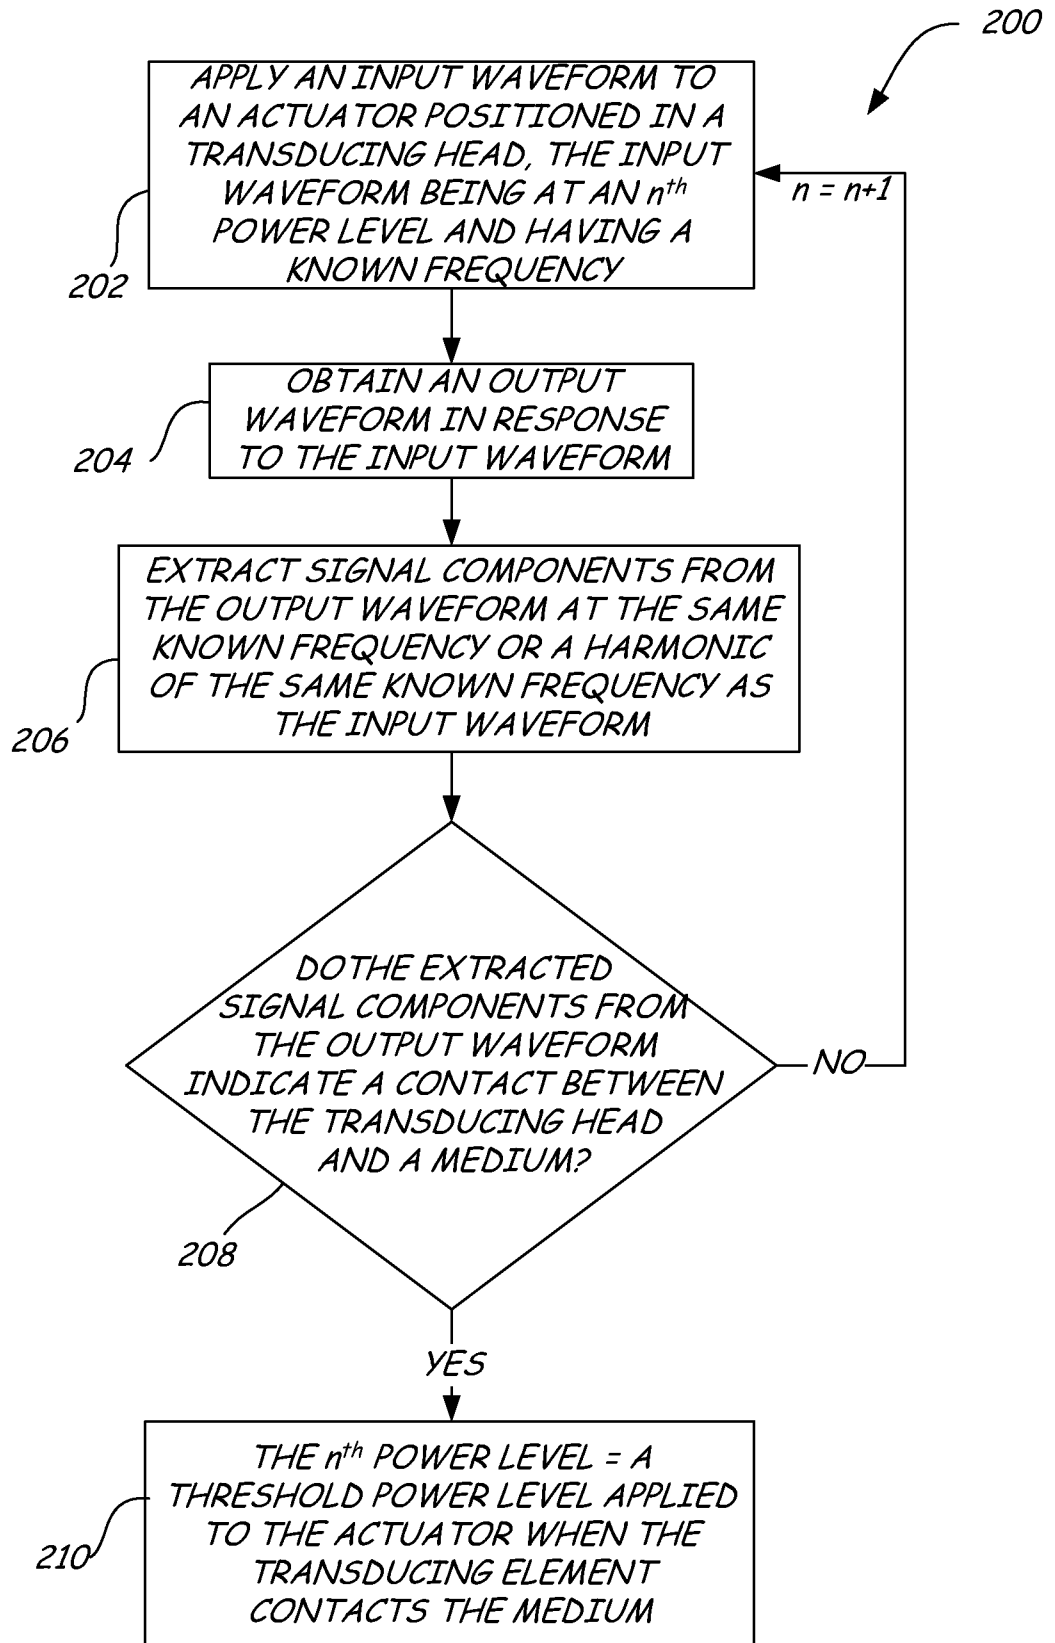 200
APPLY AN INPUT WAVEFORM TO
AN ACTUATOR POSITIONED IN A
TRANSDUCING HEAD, THE INPUT
WAVEFORM BEING AT AN nth
POWER LEVEL AND HAVING A
KNOWN FREQUENCY
n = n+1
202
OBTAIN AN OUTPUT
WAVEFORM IN RESPONSE
TO THE INPUT WAVEFORM
204
EXTRACT SIGNAL COMPONENTS FROM
THE OUTPUT WAVEFORM AT THE SAME
KNOWN FREQUENCY OR A HARMONIC
OF THE SAME KNOWN FREQUENCY AS
THE INPUT WAVEFORM
206
DOTHE EXTRACTED
SIGNAL COMPONENTS FROM
THE OUTPUT WAVEFORM
INDICATE A CONTACT BETWEEN
THE TRANSDUCING HEAD
AND A MEDIUM?
NO
208
YES
THE nth POWER LEVEL = A
THRESHOLD POWER LEVEL APPLIED
TO THE ACTUATOR WHEN THE
TRANSDUCING ELEMENT
CONTACTS THE MEDIUM
210